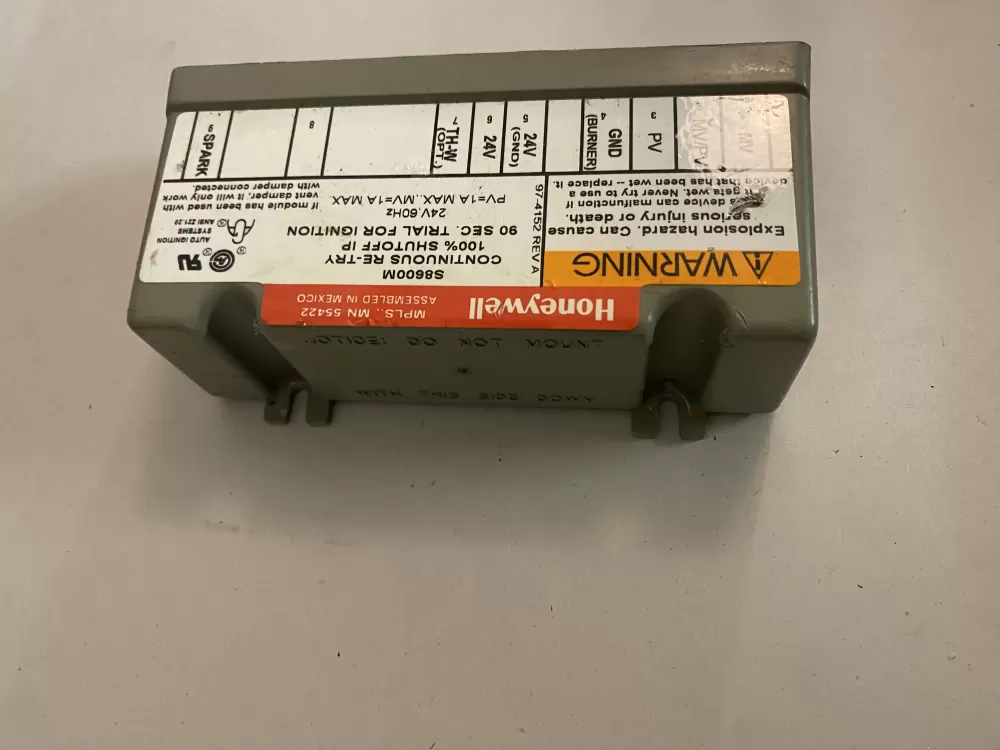 Honeywell
MPLS., MN 55422
ASSEMBLED IN MEXICO
WARNING
Explosion hazard. Can cause
serious injury or death.
device can malfunction if
it gets wet. Never try to use a
device that has been wet -- replace it.
97-4152 REV A
S8600M
CONTINUOUS RE-TRY
100% SHUTOFF IP
90 SEC. TRIAL FOR IGNITION
24V, 60Hz
PV=1A MAX. MV=1A MAX.
AUTO IGNITION
SYSTEMS
ANSI Z21.20
If module has been used with
vent damper, it will only work
with damper connected.
MV
MV/PV
3 PV
4 GND
(BURNER)
5 24V
(GND)
6 24V
7 TH-W
(OPT.)
8
9 SPARK